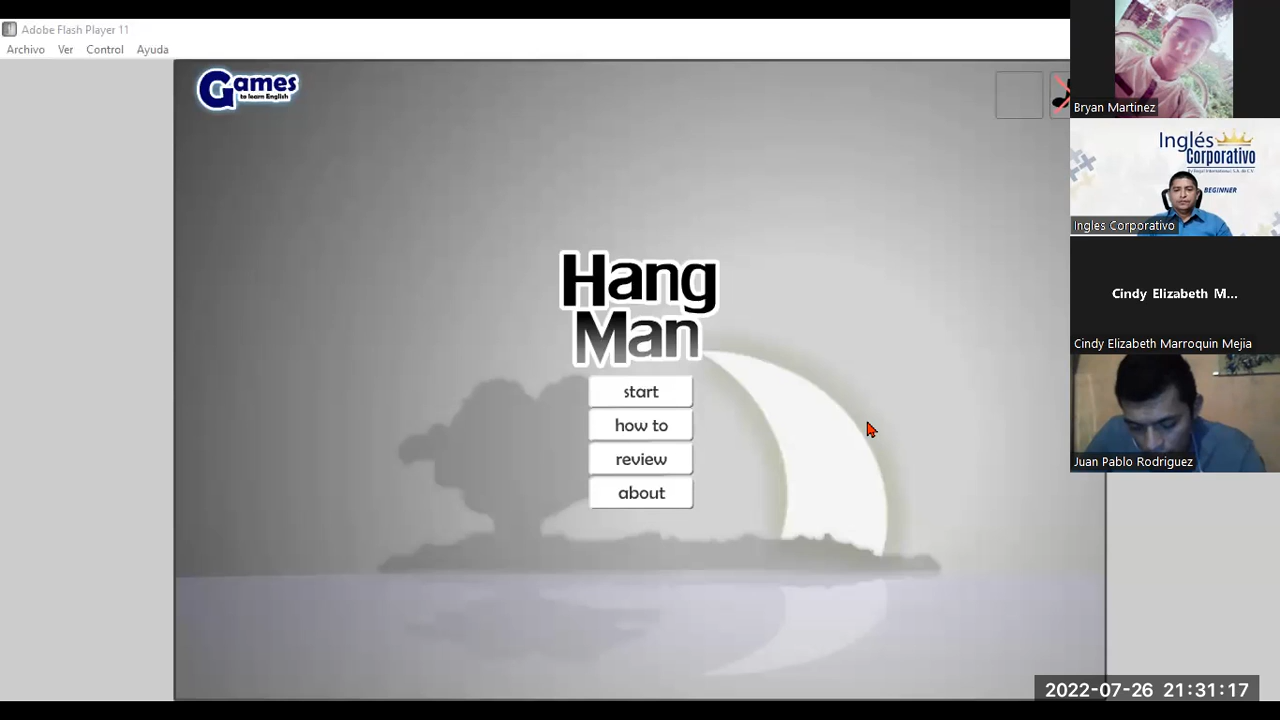 Adobe Flash Player 11
Archivo Ver Control Ayuda
Games
to learn English
Hang
Man
start
how to
review
about
Bryan Martinez
Inglés
Corporativo
BEGINNER
Ingles Corporativo
Cindy Elizabeth M...
Cindy Elizabeth Marroquin Mejia
Juan Pablo Rodriguez
2022-07-26 21:31:17